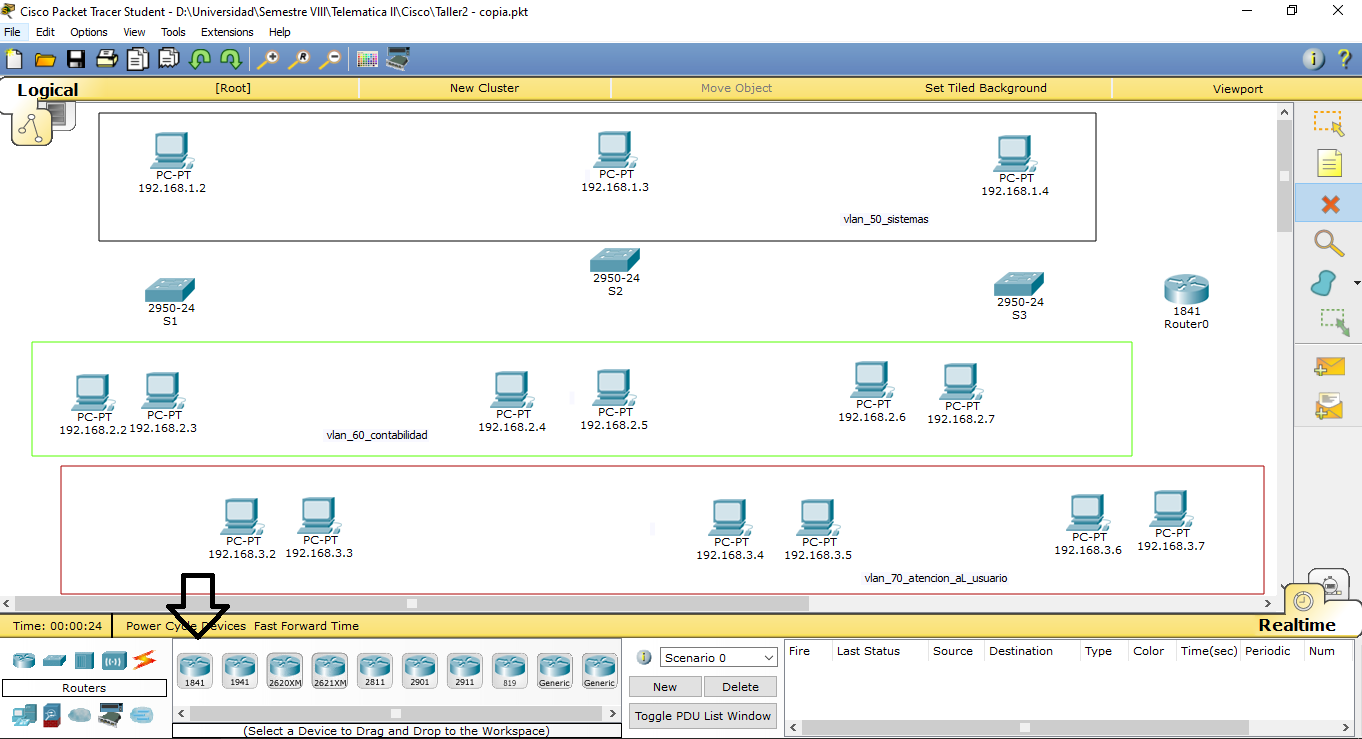 Cisco Packet Tracer Student - D:\Universidad\Semestre VIII\Telematica II\Cisco\Taller2 - copia.pkt
File Edit Options View Tools Extensions Help
Logical [Root] New Cluster Move Object Set Tiled Background Viewport
PC-PT
192.168.1.2
PC-PT
192.168.1.3
PC-PT
192.168.1.4
vlan_50_sistemas
2950-24
S1
2950-24
S2
2950-24
S3
1841
Router0
PC-PT
192.168.2.2
PC-PT
192.168.2.3
PC-PT
192.168.2.4
PC-PT
192.168.2.5
PC-PT
192.168.2.6
PC-PT
192.168.2.7
vlan_60_contabilidad
PC-PT
192.168.3.2
PC-PT
192.168.3.3
PC-PT
192.168.3.4
PC-PT
192.168.3.5
PC-PT
192.168.3.6
PC-PT
192.168.3.7
vlan_70_atencion_aL_usuario
Time: 00:00:24 Power Cycle Devices Fast Forward Time Realtime
Routers
1841 1941 2620XM 2621XM 2811 2901 2911 819 Generic Generic
(Select a Device to Drag and Drop to the Workspace)
Scenario 0
New Delete
Toggle PDU List Window
Fire Last Status Source Destination Type Color Time(sec) Periodic Num